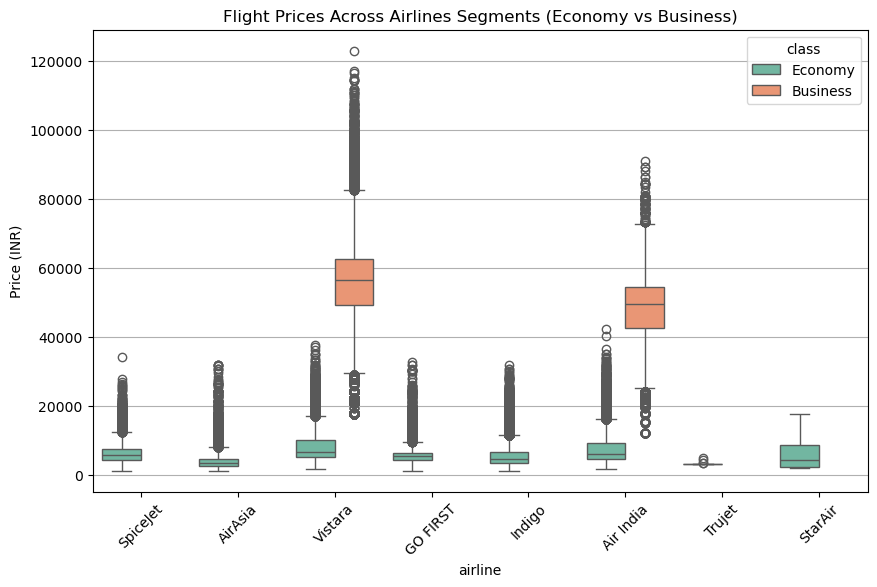 Flight Prices Across Airlines Segments (Economy vs Business)
class
Economy
Business
Price (INR)
120000
100000
80000
60000
40000
20000
0
SpiceJet
AirAsia
Vistara
GO FIRST
Indigo
Air India
Trujet
StarAir
airline